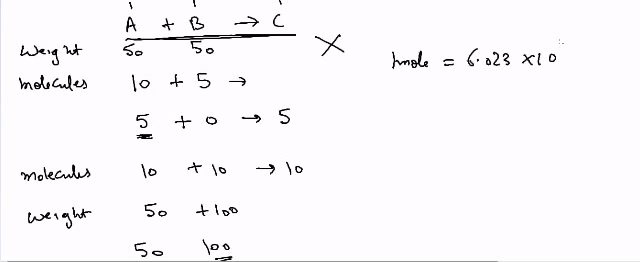 A + B → C
weight 50 50 ×
molecules 10 + 5 →
5 + 0 → 5
molecules 10 + 10 → 10
weight 50 + 100
50 100
1mole = 6.023 × 10